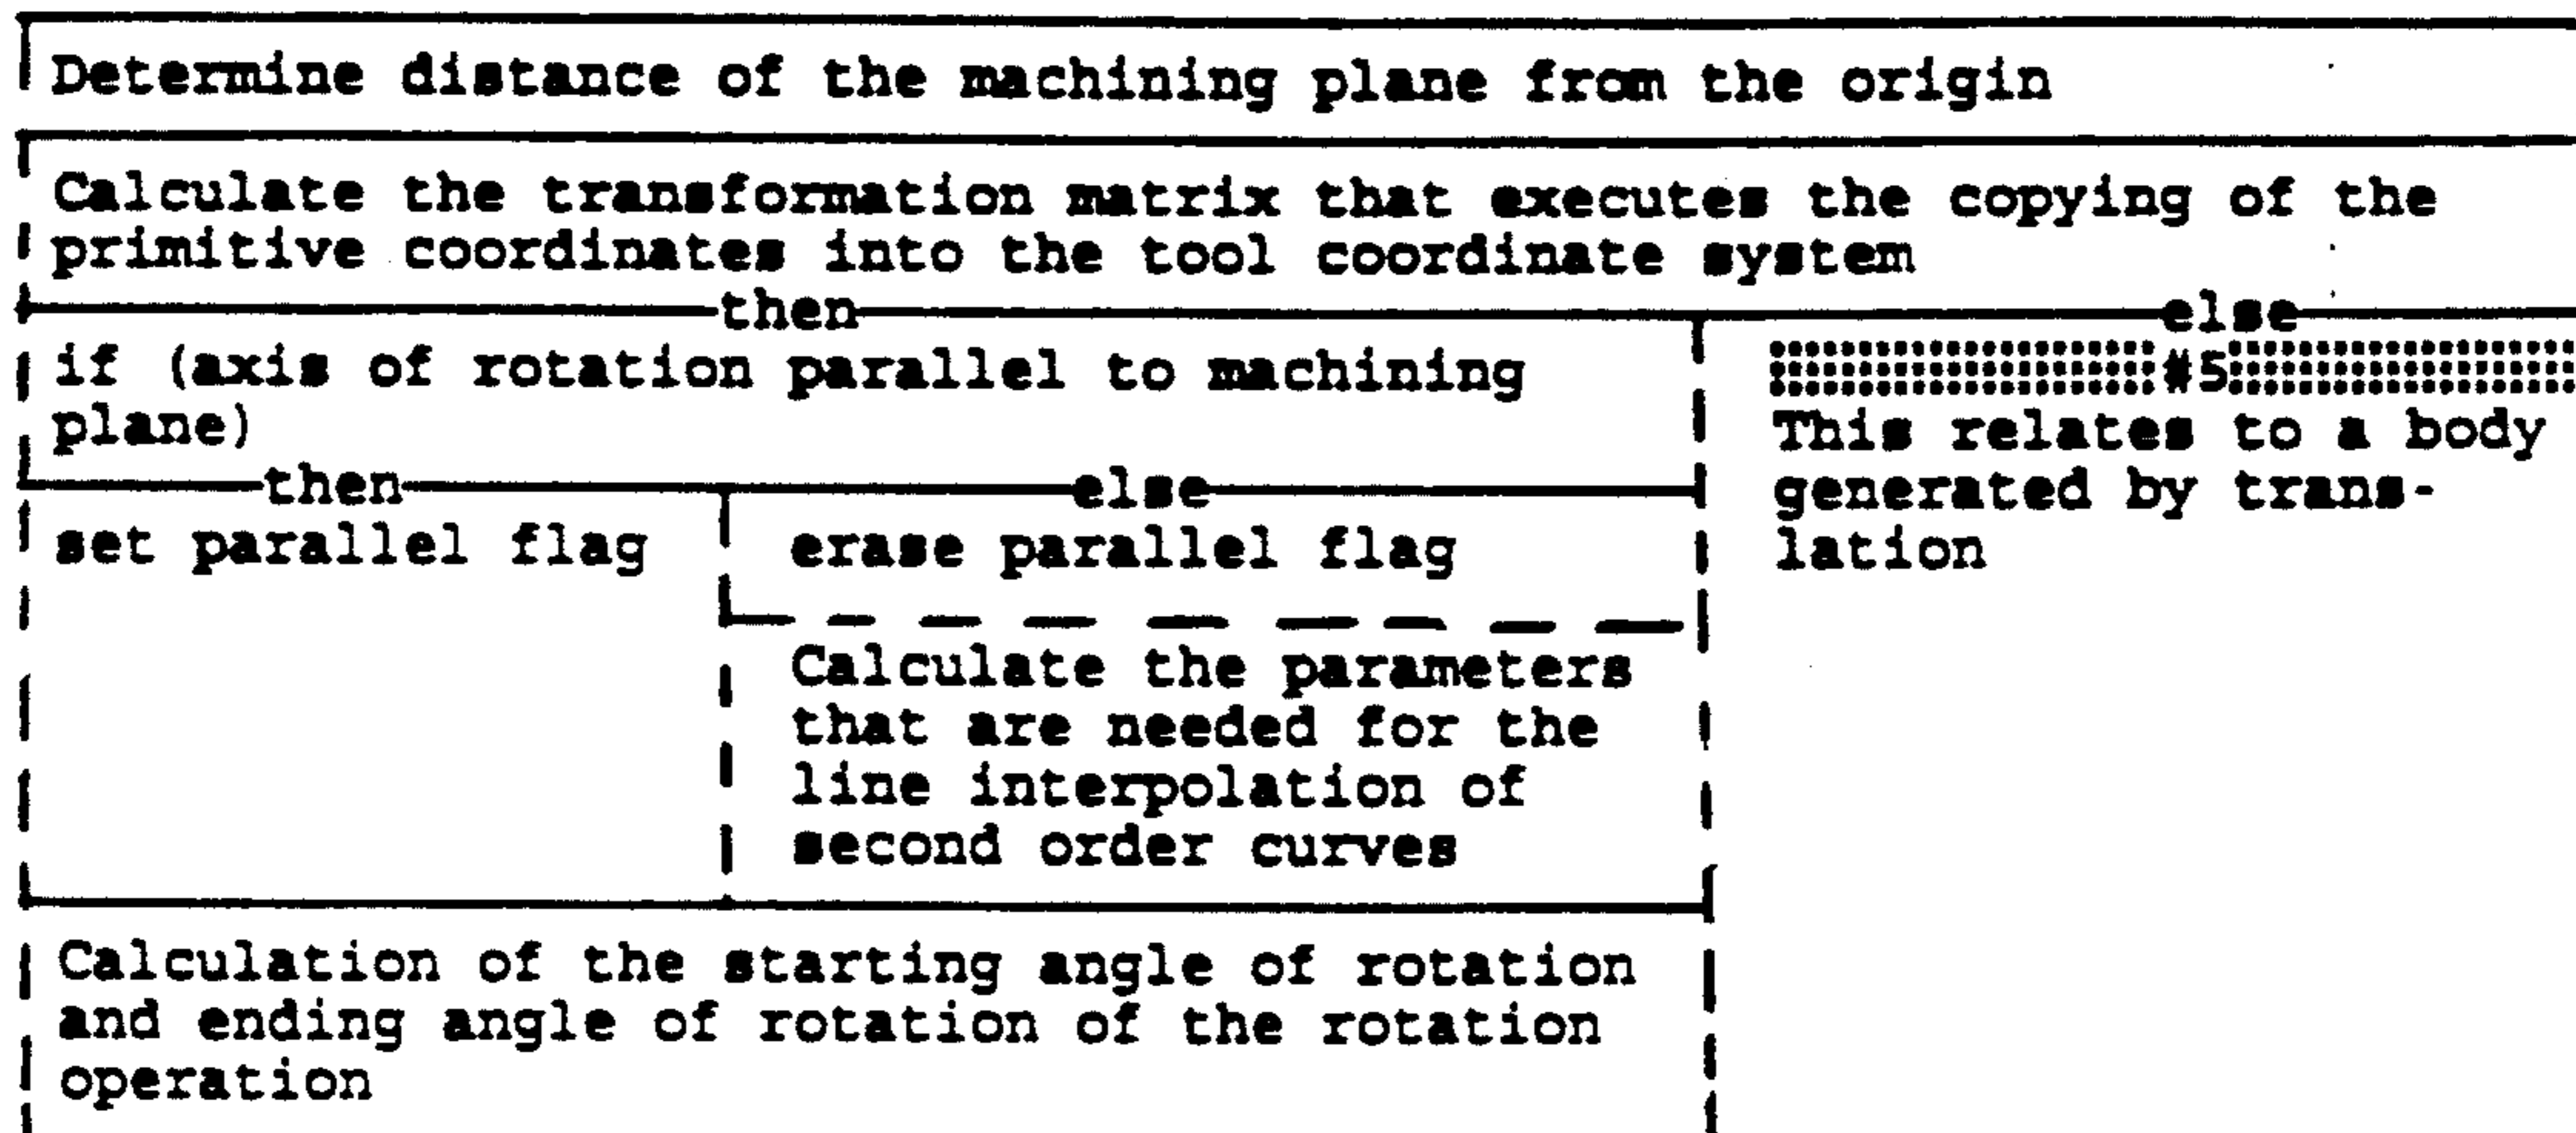 Determine distance of the machining plane from the origin
Calculate the transformation matrix that executes the copying of the
primitive coordinates into the tool coordinate system
then
else
if (axis of rotation parallel to machining
plane)
#5
This relates to a body
generated by trans-
lation
then
else
set parallel flag
erase parallel flag
Calculate the parameters
that are needed for the
line interpolation of
second order curves
Calculation of the starting angle of rotation
and ending angle of rotation of the rotation
operation